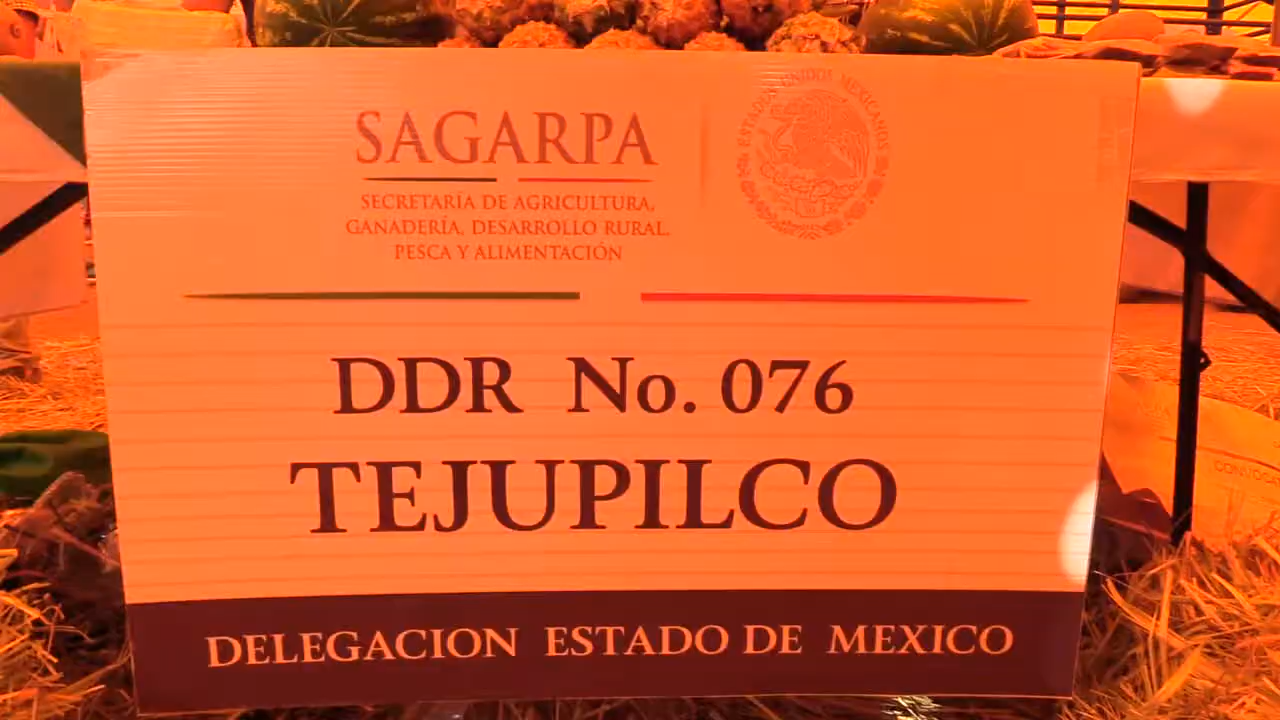 SAGARPA
SECRETARÍA DE AGRICULTURA,
GANADERÍA, DESARROLLO RURAL,
PESCA Y ALIMENTACIÓN
ESTADOS UNIDOS MEXICANOS
DDR No. 076
TEJUPILCO
DELEGACION ESTADO DE MEXICO